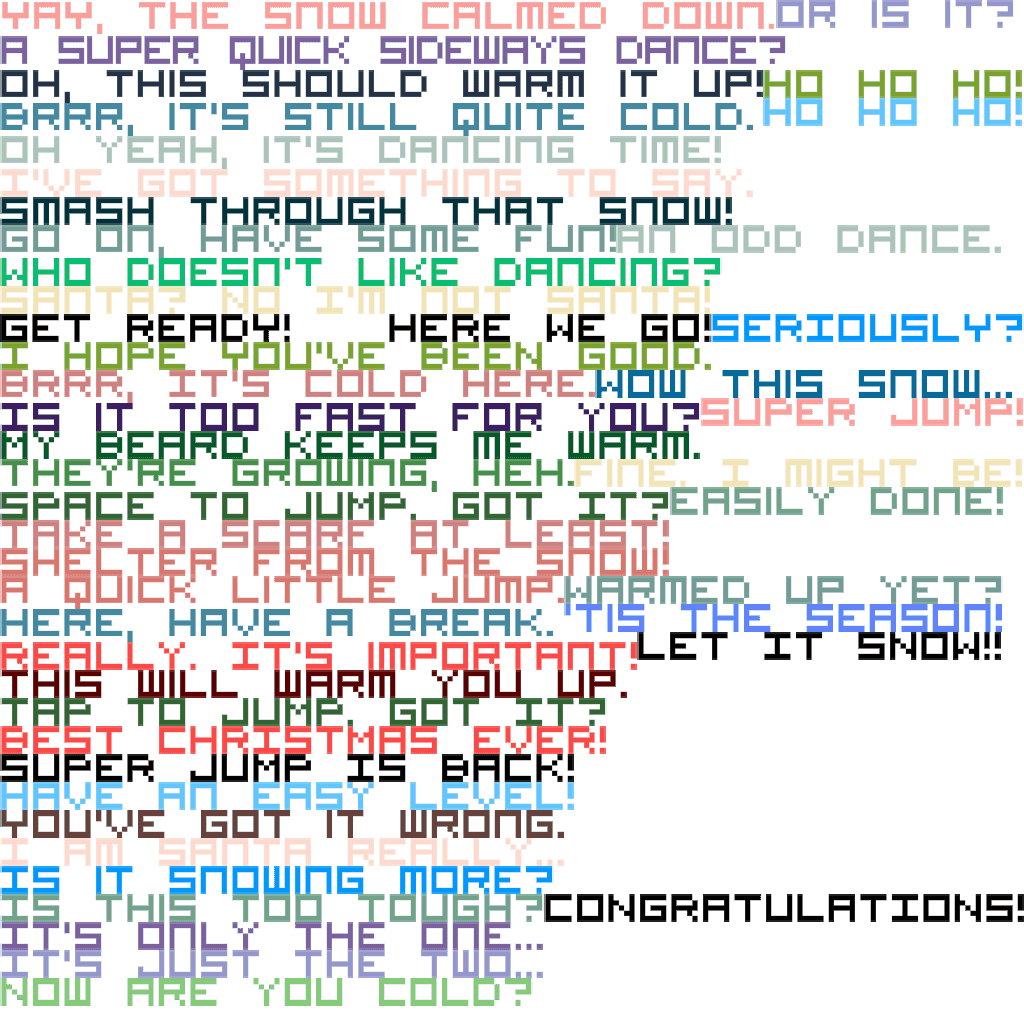 YAY, THE SNOW CALMED DOWN.
OR IS IT?
A SUPER QUICK SIDEWAYS DANCE?
OH, THIS SHOULD WARM IT UP!
HO HO HO!
BRRR, IT'S STILL QUITE COLD.
HO HO HO!
OH YEAH, IT'S DANCING TIME!
I'VE GOT SOMETHING TO SAY.
SMASH THROUGH THAT SNOW!
GO ON, HAVE SOME FUN!
AN ODD DANCE.
WHO DOESN'T LIKE DANCING?
SANTA? NO I'M NOT SANTA!
GET READY! HERE WE GO!
SERIOUSLY?
I HOPE YOU'VE BEEN GOOD.
BRRR, IT'S COLD HERE.
WOW THIS SNOW...
IS IT TOO FAST FOR YOU?
SUPER JUMP!
MY BEARD KEEPS ME WARM.
THEY'RE GROWING, HEH.
FINE. I MIGHT BE!
SPACE TO JUMP, GOT IT?
EASILY DONE!
TAKE A SCARF AT LEAST!
SHELTER FROM THE SNOW!
A QUICK LITTLE JUMP.
WARMED UP YET?
HERE, HAVE A BREAK.
'TIS THE SEASON!
REALLY. IT'S IMPORTANT!
LET IT SNOW!!
THIS WILL WARM YOU UP.
TAP TO JUMP, GOT IT?
BEST CHRISTMAS EVER!
SUPER JUMP IS BACK!
HAVE AN EASY LEVEL!
YOU'VE GOT IT WRONG.
I AM SANTA REALLY...
IS IT SNOWING MORE?
IS THIS TOO TOUGH?
CONGRATULATIONS!
IT'S ONLY THE ONE...
IT'S JUST THE TWO...
NOW ARE YOU COLD?